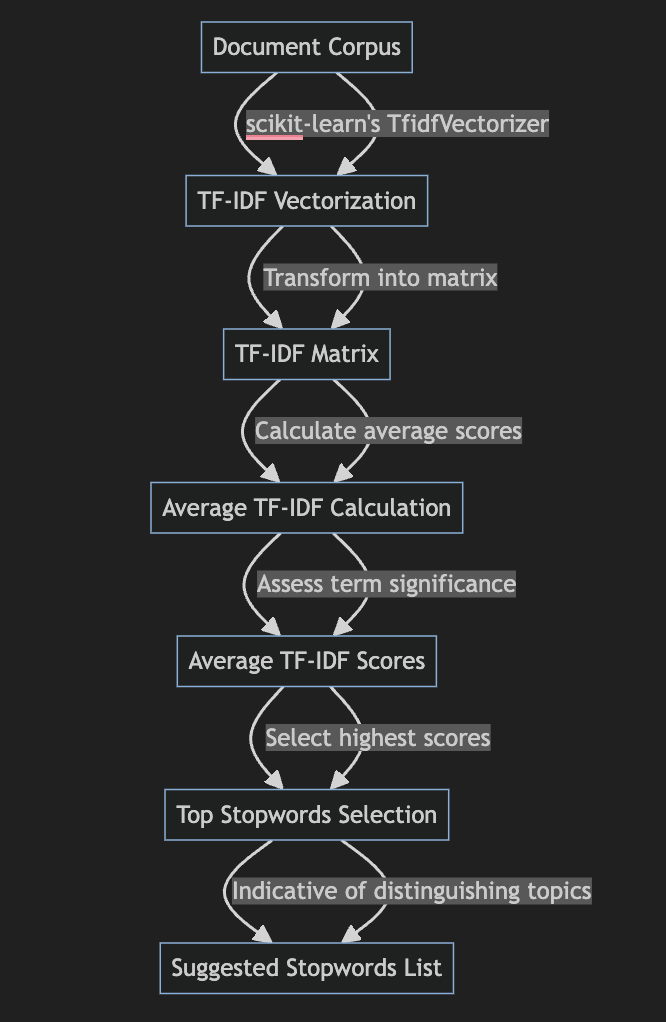 Document Corpus
scikit-learn's TfidfVectorizer
TF-IDF Vectorization
Transform into matrix
TF-IDF Matrix
Calculate average scores
Average TF-IDF Calculation
Assess term significance
Average TF-IDF Scores
Select highest scores
Top Stopwords Selection
Indicative of distinguishing topics
Suggested Stopwords List